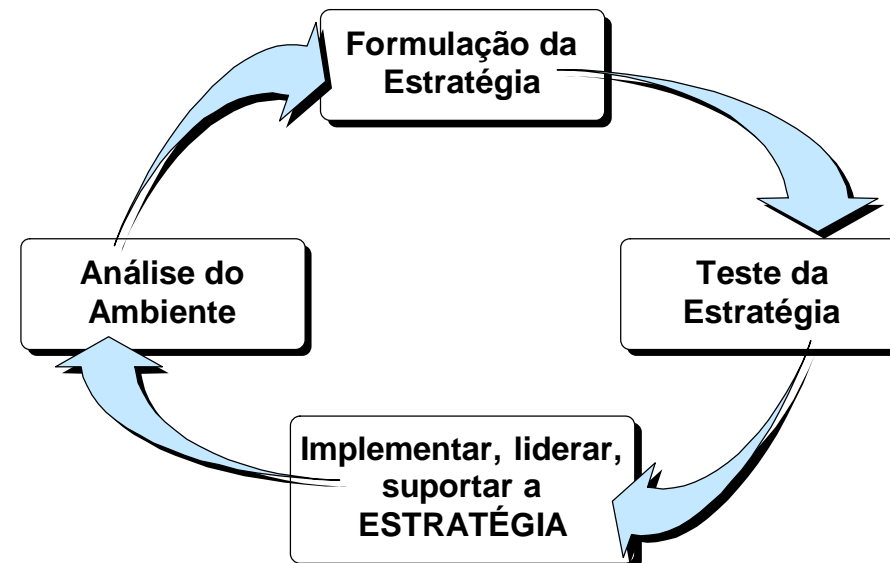 Formulação da
Estratégia
Análise do
Ambiente
Teste da
Estratégia
Implementar, liderar,
suportar a
ESTRATÉGIA